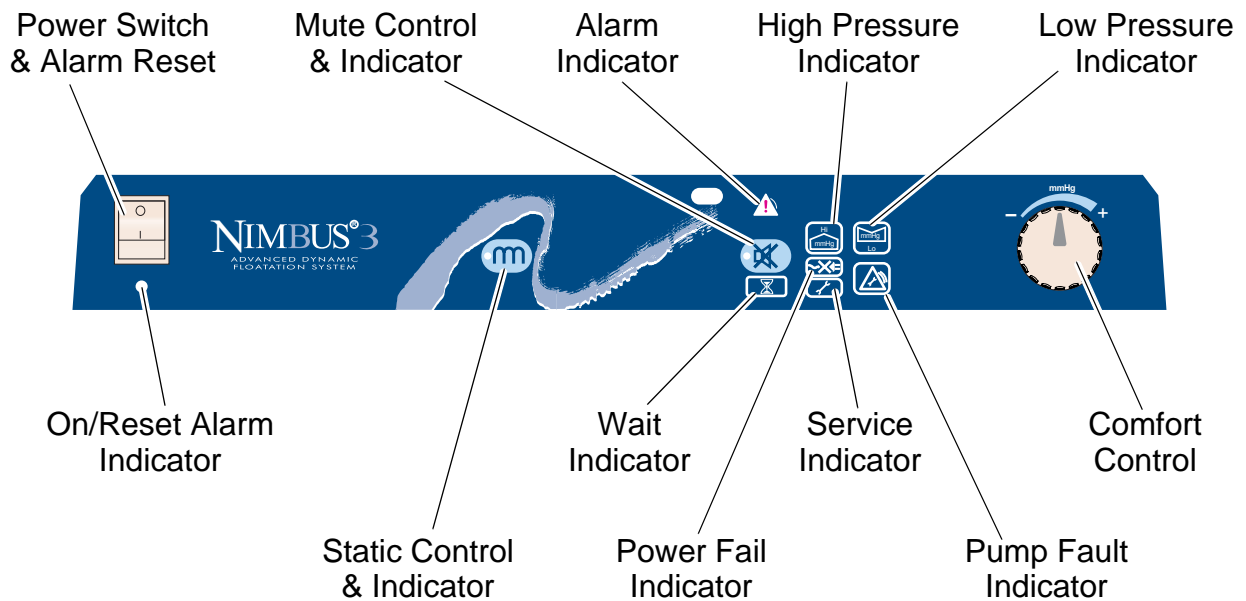 Power Switch
& Alarm Reset
Mute Control
& Indicator
Alarm
Indicator
High Pressure
Indicator
Low Pressure
Indicator
O
I
NIMBUS® 3
ADVANCED DYNAMIC
FLOATATION SYSTEM
Hi
mmHg
mmHg
Lo
mmHg
– +
On/Reset Alarm
Indicator
Wait
Indicator
Service
Indicator
Comfort
Control
Static Control
& Indicator
Power Fail
Indicator
Pump Fault
Indicator